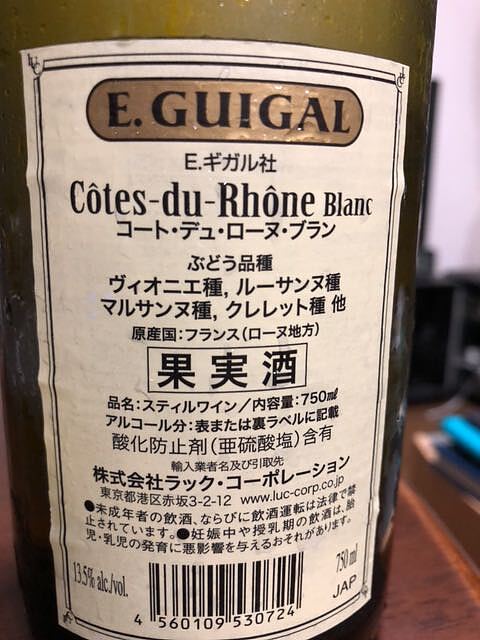 E. GUIGAL
E.ギガル社
Côtes-du-Rhône Blanc
コート・デュ・ローヌ・ブラン
ぶどう品種
ヴィオニエ種, ルーサンヌ種
マルサンヌ種, クレレット種 他
原産国:フランス(ローヌ地方)
果実酒
品名:スティルワイン/内容量:750ml
アルコール分:表または裏ラベルに記載
酸化防止剤(亜硫酸塩)含有
輸入業者名及び引取先
株式会社ラック・コーポレーション
東京都港区赤坂3-2-12 www.luc-corp.co.jp
●未成年者の飲酒、ならびに飲酒運転は法律で禁
止されています。●妊娠中や授乳期の飲酒は、胎
児・乳児の発育に悪影響を与えるおそれがあります。
13.5% alc./vol.
750 ml
JAP
4 560109 530724